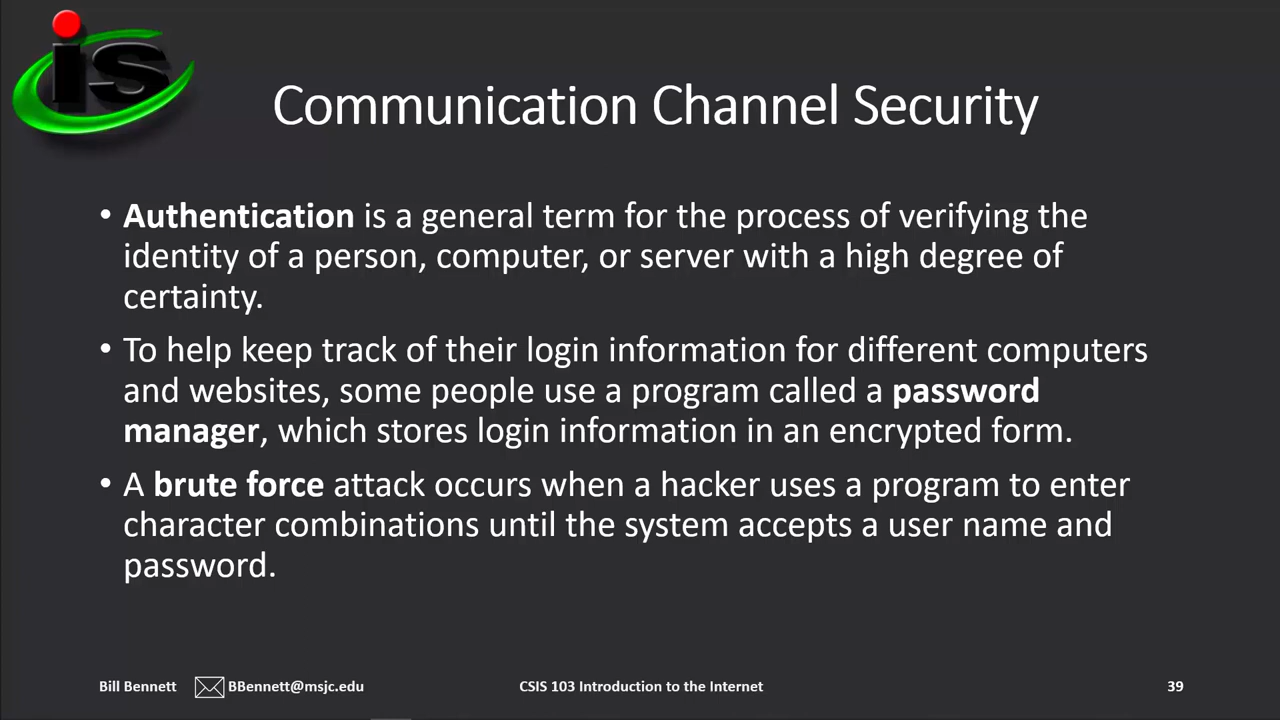 is
Communication Channel Security
• Authentication is a general term for the process of verifying the
identity of a person, computer, or server with a high degree of
certainty.
• To help keep track of their login information for different computers
and websites, some people use a program called a password
manager, which stores login information in an encrypted form.
• A brute force attack occurs when a hacker uses a program to enter
character combinations until the system accepts a user name and
password.
Bill Bennett BBennett@msjc.edu CSIS 103 Introduction to the Internet 39